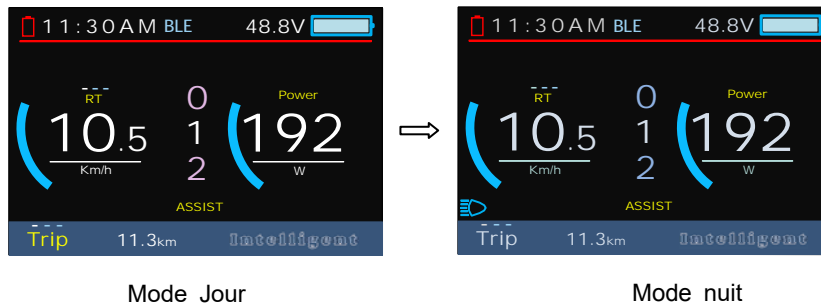 11:30AM BLE 48.8V
RT
10.5
Km/h
0
1
2
Power
192
W
ASSIST
Trip 11.3km Intelligent
Mode Jour
11:30AM BLE 48.8V
RT
10.5
Km/h
0
1
2
Power
192
W
ASSIST
Trip 11.3km Intelligent
Mode nuit